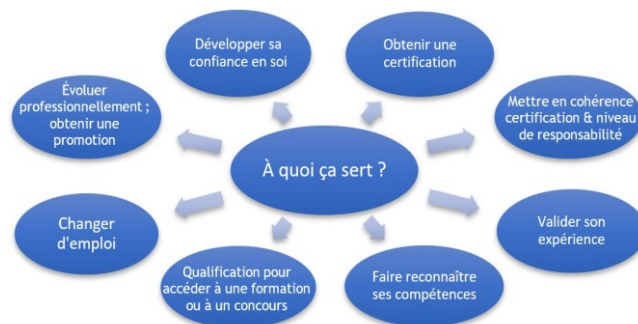 Développer sa
confiance en soi
Obtenir une
certification
Évoluer
professionnellement ;
obtenir une
promotion
Mettre en cohérence
certification & niveau
de responsabilité
À quoi ça sert ?
Changer
d'emploi
Valider son
expérience
Qualification pour
accéder à une formation
ou à un concours
Faire reconnaître
ses compétences